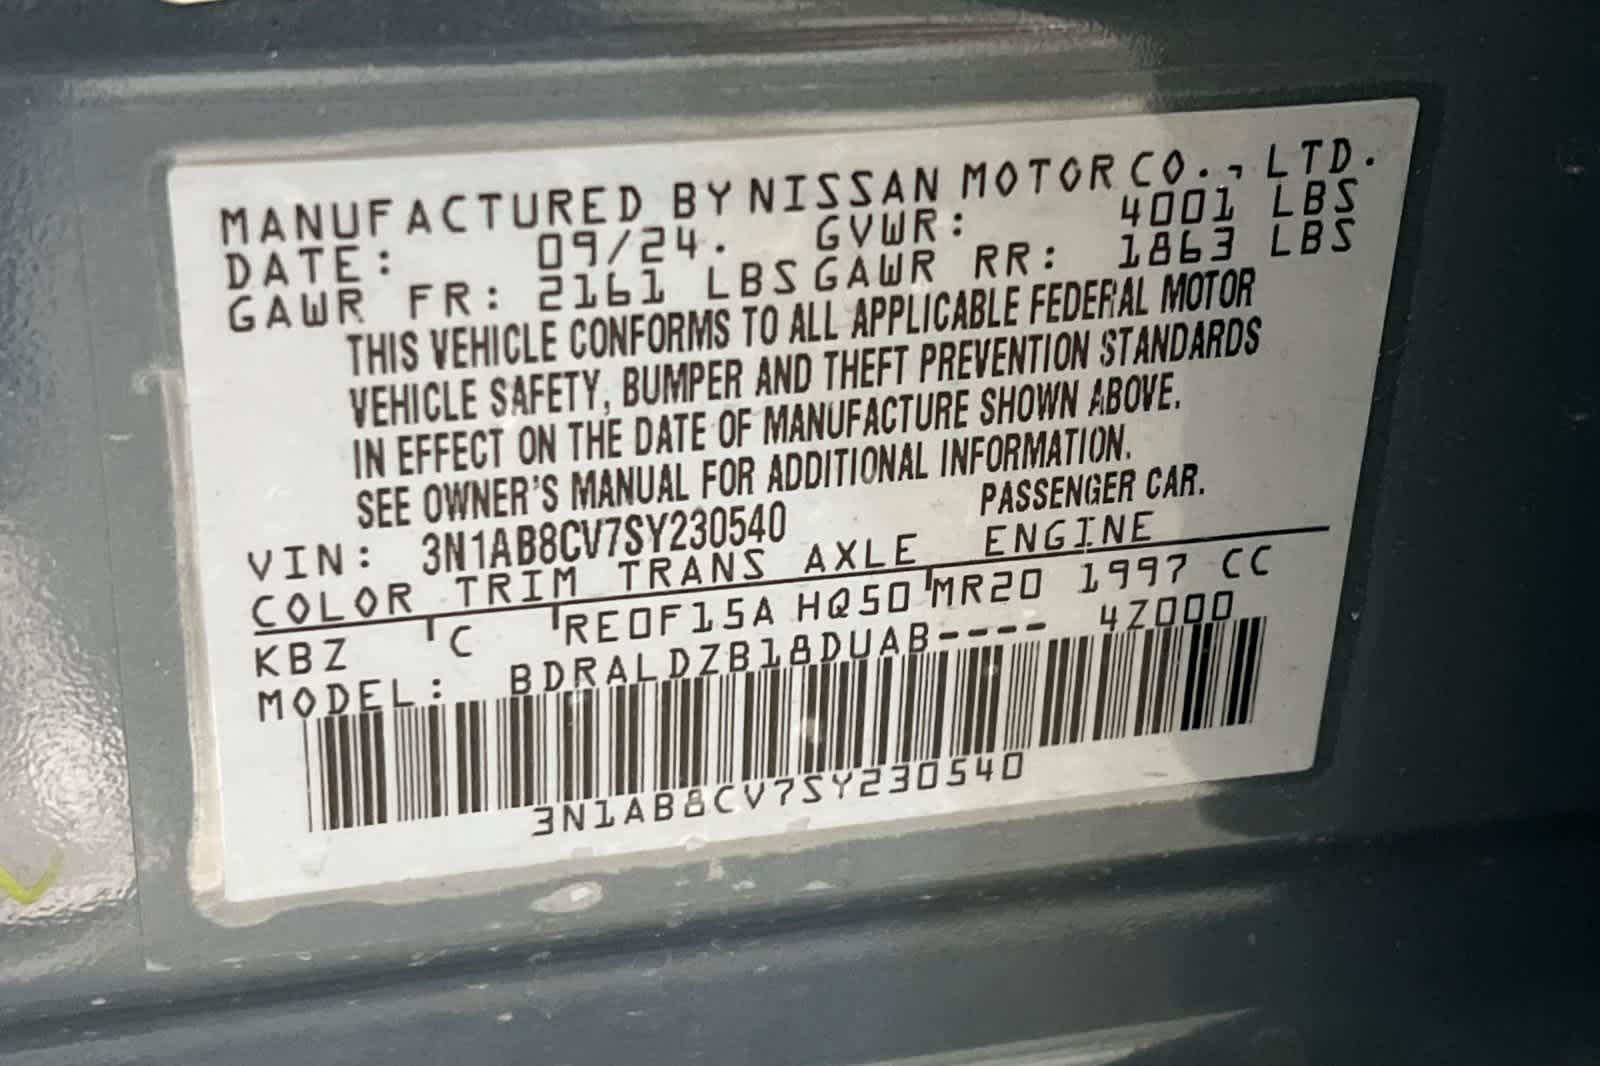 MANUFACTURED BY NISSAN MOTOR CO., LTD.
DATE: 09/24. GVWR: 4001 LBS
GAWR FR: 2161 LBS GAWR RR: 1863 LBS
THIS VEHICLE CONFORMS TO ALL APPLICABLE FEDERAL MOTOR
VEHICLE SAFETY, BUMPER AND THEFT PREVENTION STANDARDS
IN EFFECT ON THE DATE OF MANUFACTURE SHOWN ABOVE.
SEE OWNER'S MANUAL FOR ADDITIONAL INFORMATION.
VIN: 3N1AB8CV7SY230540 PASSENGER CAR.
COLOR TRIM TRANS AXLE ENGINE
KBZ C RE0F15A HQ50 MR20 1997 CC
MODEL: BDRALDZB18DUAB---- 4Z000
3N1AB8CV7SY230540